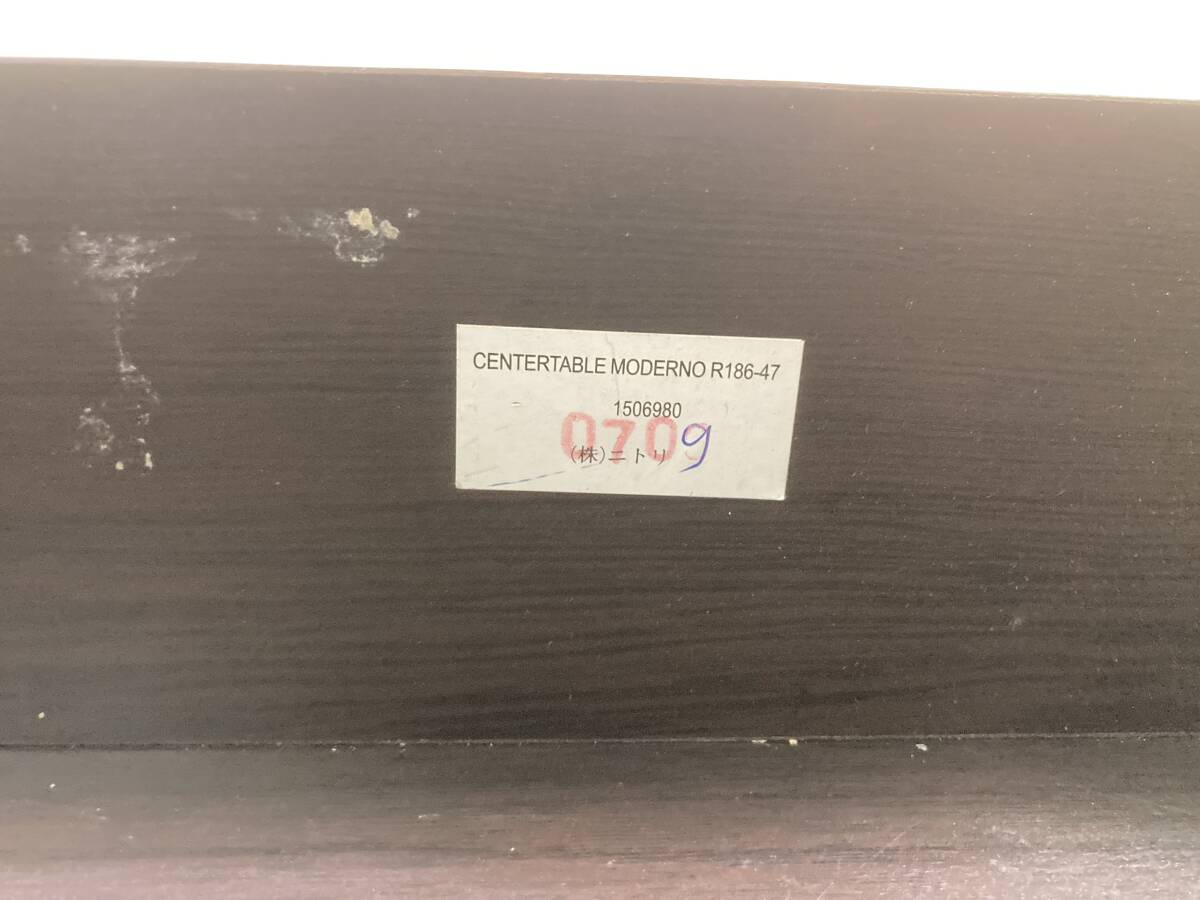 CENTERTABLE MODERNO R186-47
1506980
0709
(株)ニトリ